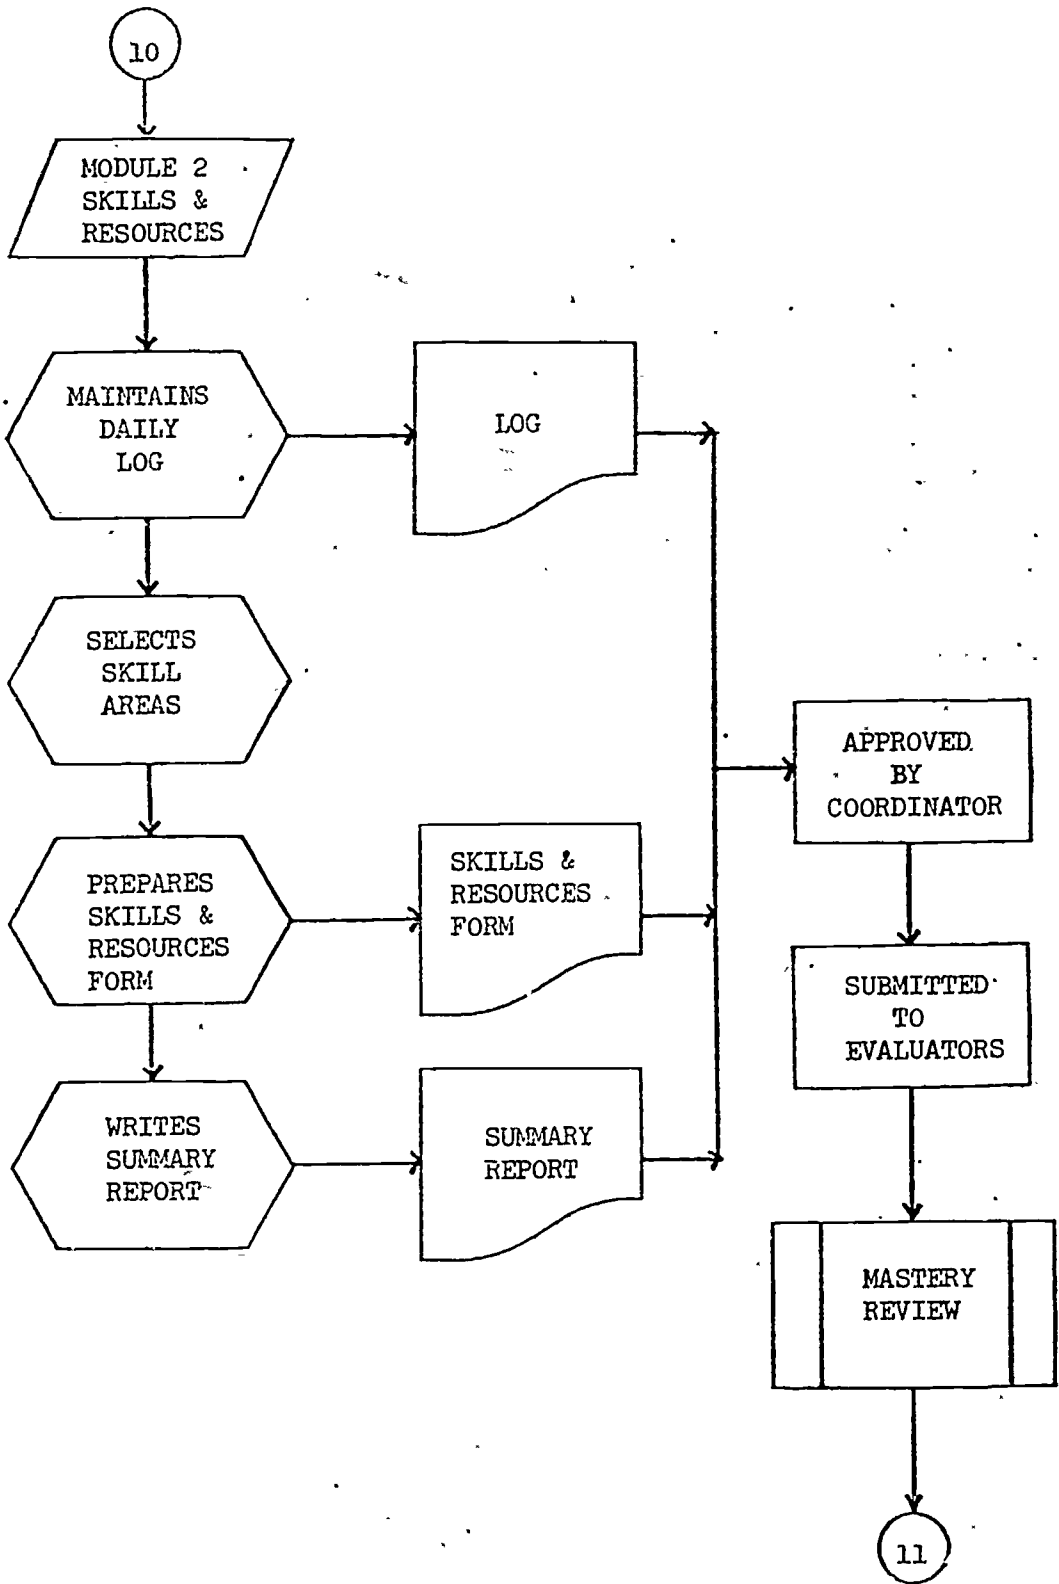 10
MODULE 2
SKILLS &
RESOURCES
MAINTAINS
DAILY
LOG
LOG
SELECTS
SKILL
AREAS
PREPARES
SKILLS &
RESOURCES
FORM
SKILLS &
RESOURCES
FORM
WRITES
SUMMARY
REPORT
SUMMARY
REPORT
APPROVED
BY
COORDINATOR
SUBMITTED
TO
EVALUATORS
MASTERY
REVIEW
11